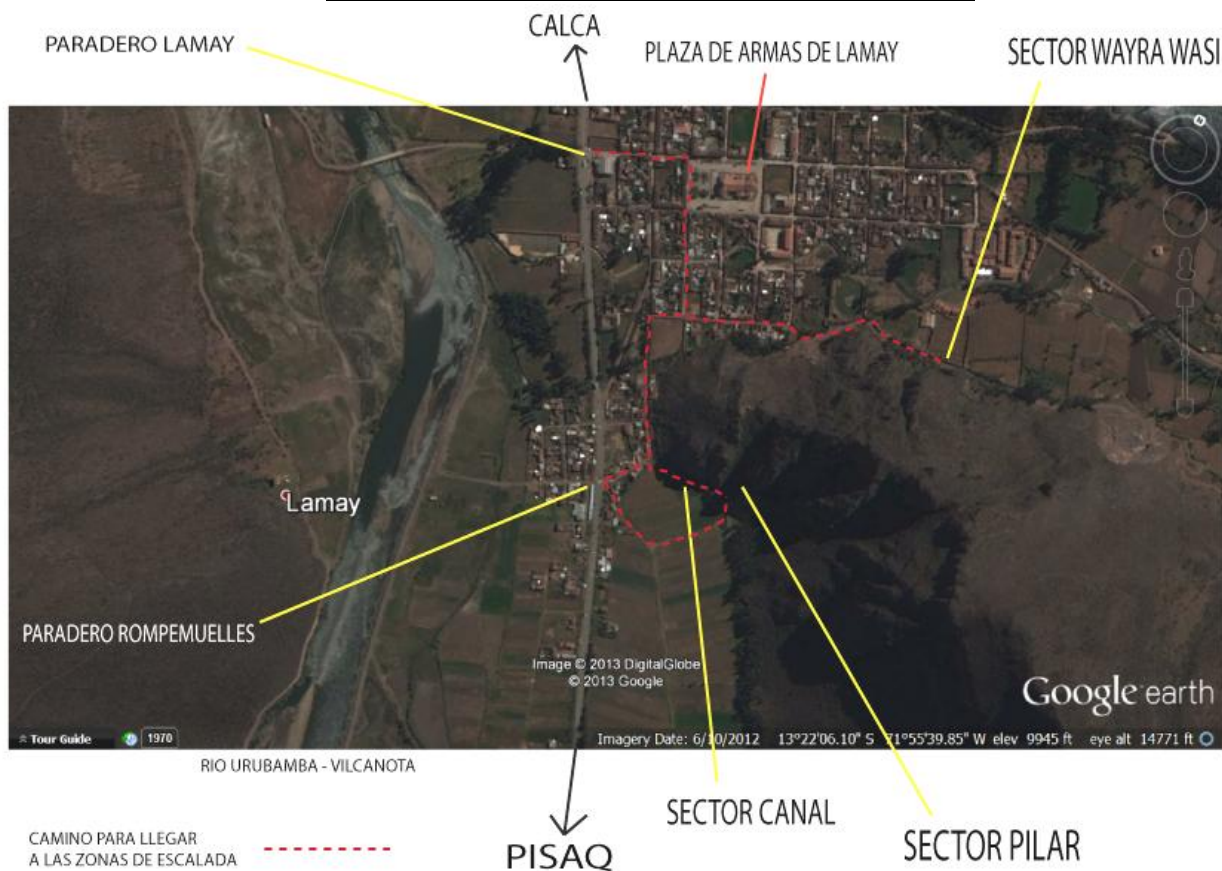 CALCA
PARADERO LAMAY
PLAZA DE ARMAS DE LAMAY
SECTOR WAYRA WASI
Lamay
PARADERO ROMPEMUELLES
Image © 2013 DigitalGlobe
© 2013 Google
Google earth
Tour Guide
1970
Imagery Date: 6/10/2012 13°22'06.10" S 71°55'39.85" W elev 9945 ft eye alt 14771 ft
RIO URUBAMBA - VILCANOTA
SECTOR CANAL
SECTOR PILAR
CAMINO PARA LLEGAR
A LAS ZONAS DE ESCALADA
PISAQ